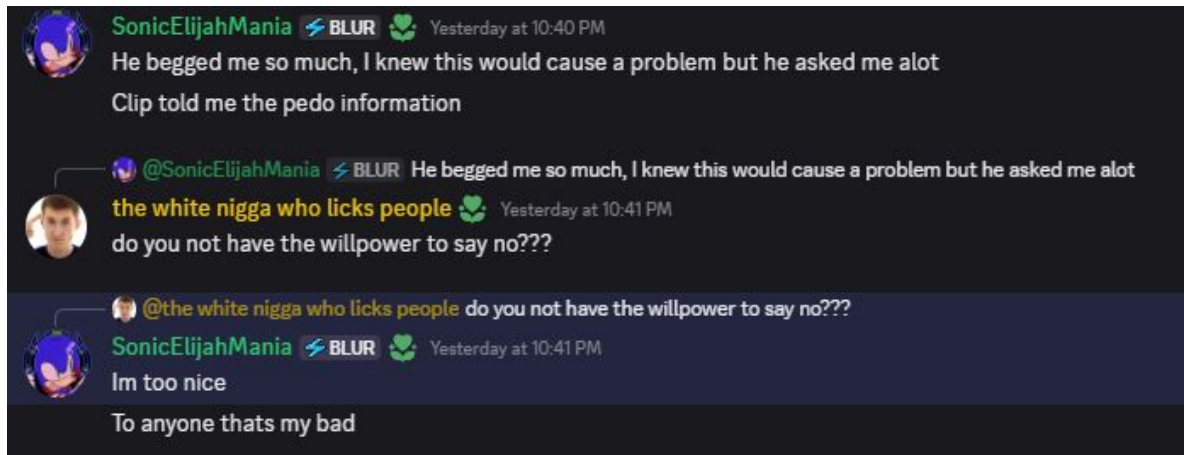 SonicElijahMania BLUR Yesterday at 10:40 PM
He begged me so much, I knew this would cause a problem but he asked me alot
Clip told me the pedo information
@SonicElijahMania BLUR He begged me so much, I knew this would cause a problem but he asked me alot
the white nigga who licks people Yesterday at 10:41 PM
do you not have the willpower to say no???
@the white nigga who licks people do you not have the willpower to say no???
SonicElijahMania BLUR Yesterday at 10:41 PM
Im too nice
To anyone thats my bad